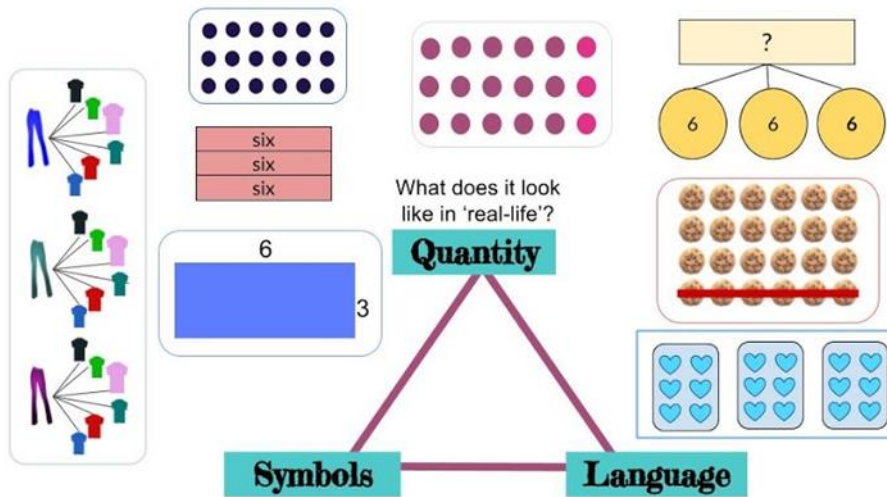 ?
6 6 6
six
six
six
What does it look
like in ‘real-life’?
Quantity
6
3
Symbols
Language